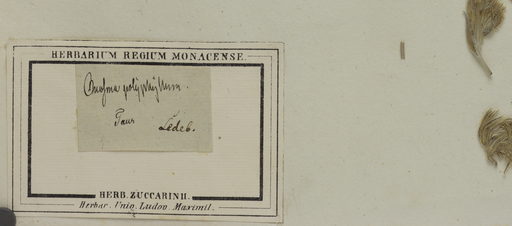 HERBARIUM REGIUM MONACENSE.
Onosma polyphyllum.
Taur Ledeb.
HERB. ZUCCARINII.
Herbar. Univ. Ludov. Maximil.